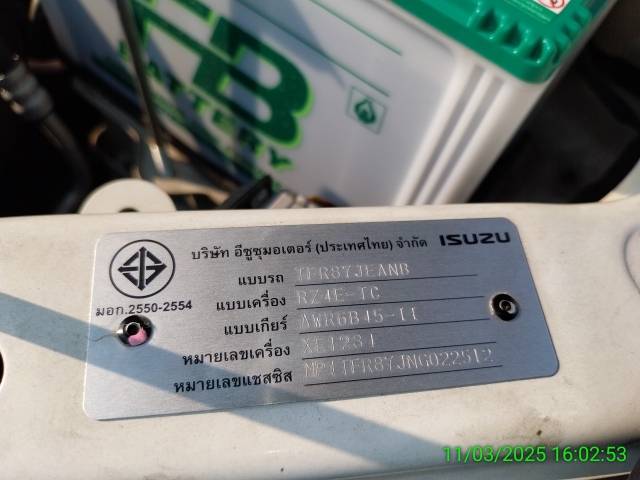 TB
BATTERY
บริษัท อีซูซุมอเตอร์ (ประเทศไทย) จำกัด ISUZU
แบบรถ TFR87JEANB
มอก.2550-2554
แบบเครื่อง RZ4E-TC
แบบเกียร์ AWR6B45-II
หมายเลขเครื่อง XE1281
หมายเลขแชสซิส MP1TFR87JNG022512
11/03/2025 16:02:53